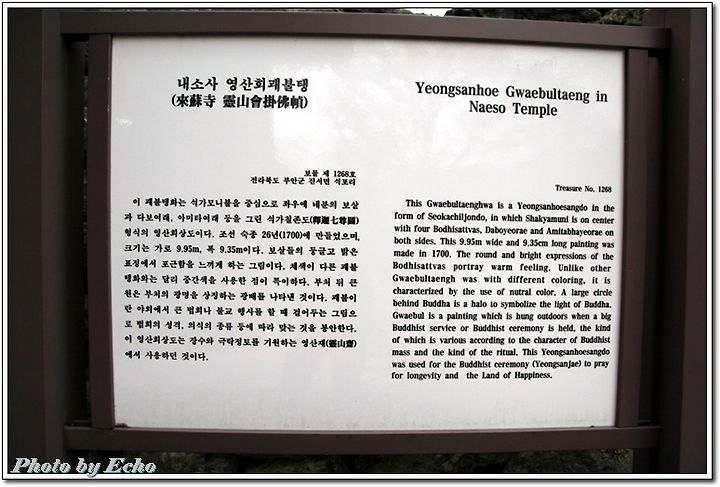 내소사 영산회괘불탱
(來蘇寺 靈山會掛佛幀)
보물 제 1268호
전라북도 부안군 진서면 석포리
이 괘불탱화는 석가모니불을 중심으로 좌우에 네분의 보살
과 다보여래, 아미타여래 등을 그린 석가칠존도(釋迦七尊圖)
형식의 영산회상도이다. 조선 숙종 26년(1700)에 만들었으며,
크기는 가로 9.95m, 폭 9.35m이다. 보살들의 둥글고 밝은
표정에서 포근함을 느끼게 하는 그림이다. 채색이 다른 괘불
탱화와는 달리 중간색을 사용한 점이 특이하다. 부처 뒤 큰
원은 부처의 광명을 상징하는 광배를 나타낸 것이다. 괘불이
란 야외에서 큰 법회나 불교 행사를 할 때 걸어두는 그림으
로 법회의 성격, 의식의 종류 등에 따라 맞는 것을 봉안한다.
이 영산회상도는 장수와 극락정토를 기원하는 영산재(靈山齋)
에서 사용하던 것이다.
Yeongsanhoe Gwaebultaeng in
Naeso Temple
Treasure No. 1268
This Gwaebultaenghwa is a Yeongsanhoesangdo in the
form of Seokachiljondo, in which Shakyamuni is on center
with four Bodhisattvas, Daboyeorae and Amitabhayeorae on
both sides. This 9.95m wide and 9.35cm long painting was
made in 1700. The round and bright expressions of the
Bodhisattvas portray warm feeling. Unlike other
Gwaebultaengh was with different coloring, it is
characterized by the use of nutral color. A large circle
behind Buddha is a halo to symbolize the light of Buddha.
Gwaebul is a painting which is hung outdoors when a big
Buddhist service or Buddhist ceremony is held, the kind
of which is various according to the character of Buddhist
mass and the kind of the ritual. This Yeongsanhoesangdo
was used for the Buddhist ceremony (Yeongsanjae) to pray
for longevity and the Land of Happiness.
Photo by Echo